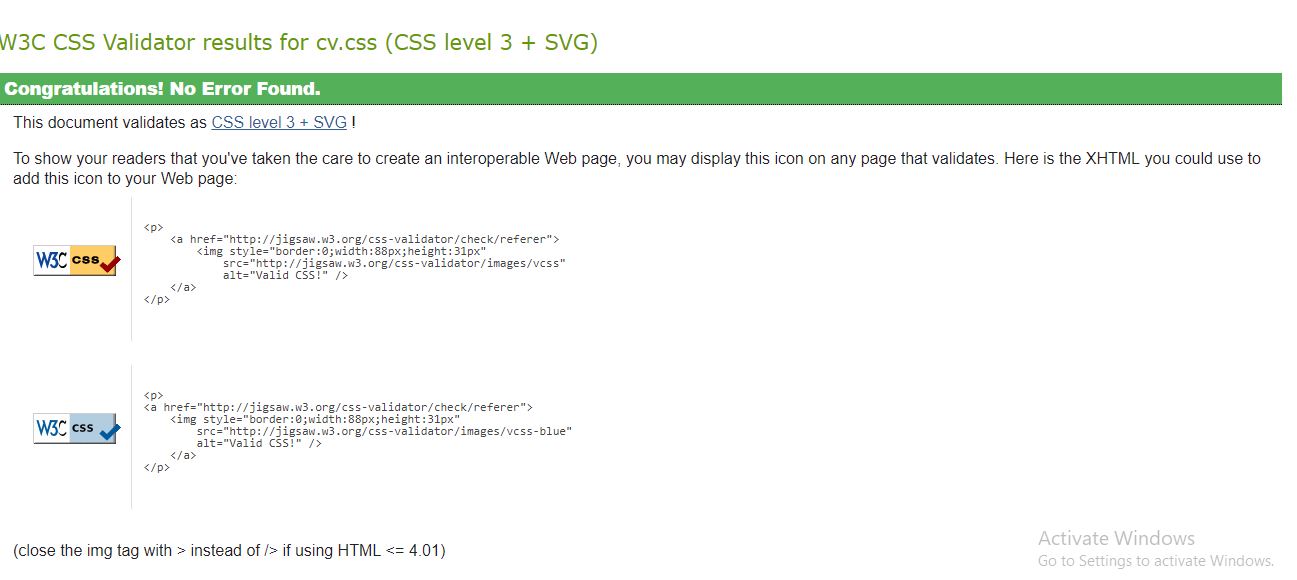 W3C CSS Validator results for cv.css (CSS level 3 + SVG)
Congratulations! No Error Found.
This document validates as CSS level 3 + SVG !
To show your readers that you've taken the care to create an interoperable Web page, you may display this icon on any page that validates. Here is the XHTML you could use to
add this icon to your Web page:
W3C css
<p>
<a href="http://jigsaw.w3.org/css-validator/check/referer">
<img style="border:0;width:88px;height:31px"
src="http://jigsaw.w3.org/css-validator/images/vcss"
alt="Valid CSS!" />
</a>
</p>
W3C css
<p>
<a href="http://jigsaw.w3.org/css-validator/check/referer">
<img style="border:0;width:88px;height:31px"
src="http://jigsaw.w3.org/css-validator/images/vcss-blue"
alt="Valid CSS!" />
</a>
</p>
(close the img tag with > instead of /> if using HTML <= 4.01)
Activate Windows
Go to Settings to activate Windows.